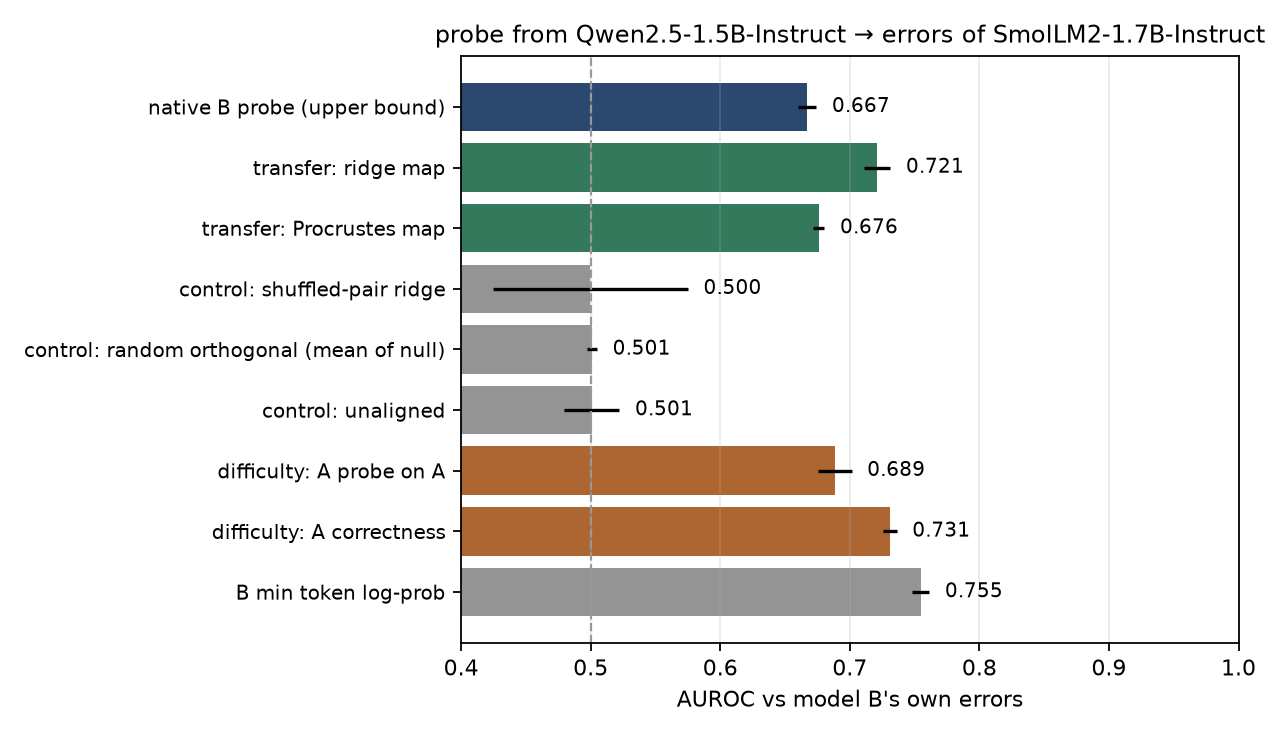 probe from Qwen2.5-1.5B-Instruct → errors of SmolLM2-1.7B-Instruct
native B probe (upper bound) 0.667
transfer: ridge map 0.721
transfer: Procrustes map 0.676
control: shuffled-pair ridge 0.500
control: random orthogonal (mean of null) 0.501
control: unaligned 0.501
difficulty: A probe on A 0.689
difficulty: A correctness 0.731
B min token log-prob 0.755
0.4 0.5 0.6 0.7 0.8 0.9 1.0
AUROC vs model B's own errors